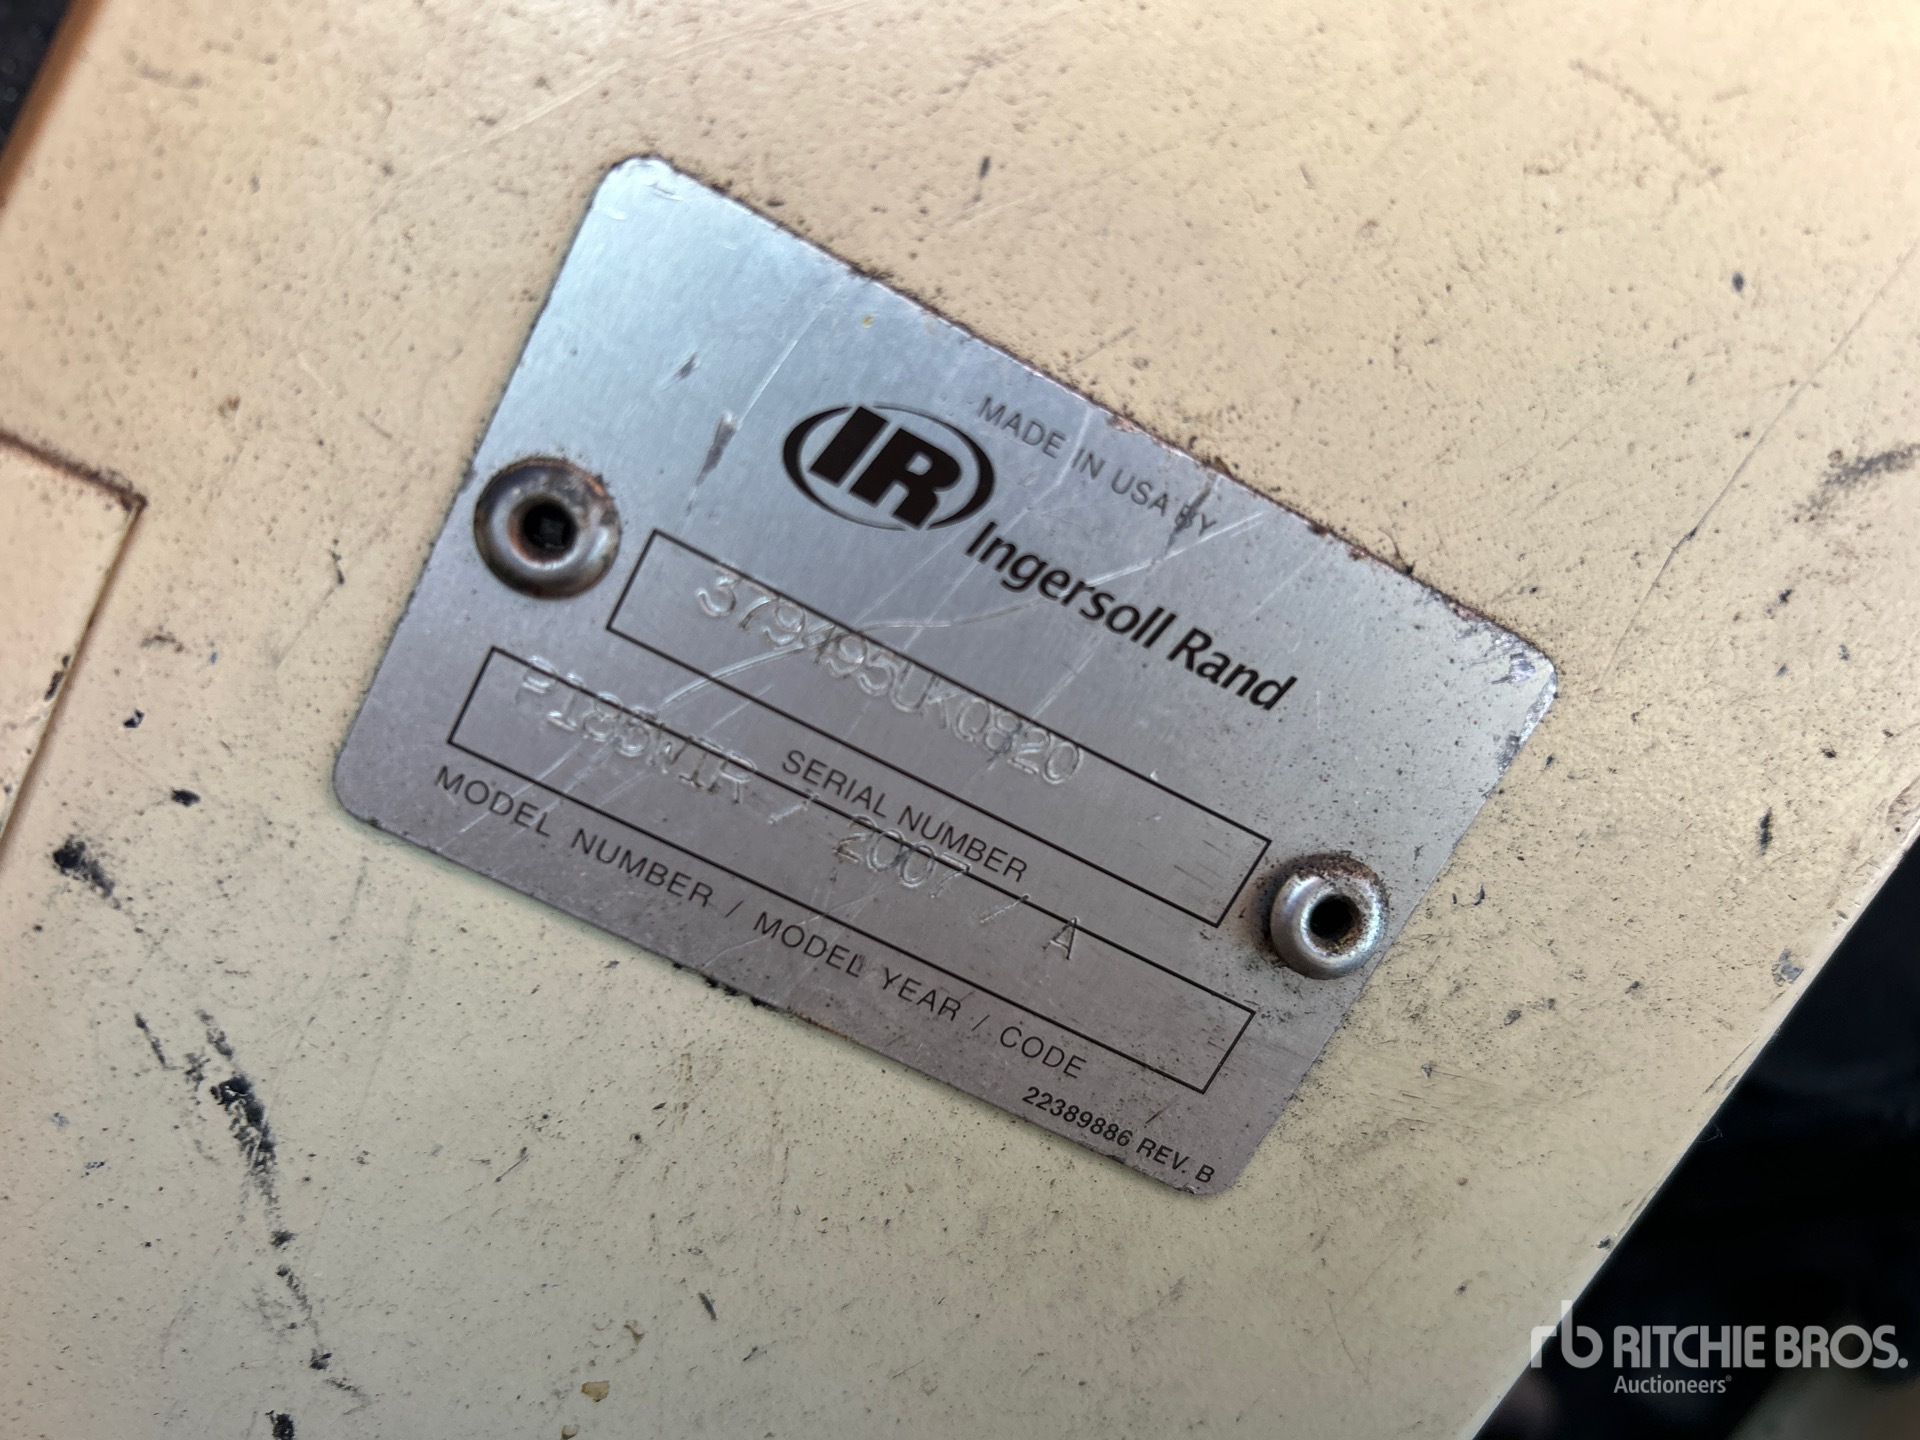 MADE IN USA BY
IR Ingersoll Rand
379495UKQ820
SERIAL NUMBER
P185WIR / 2007 / A
MODEL NUMBER / MODEL YEAR / CODE
22389886 REV. B
rb RITCHIE BROS.
Auctioneers®